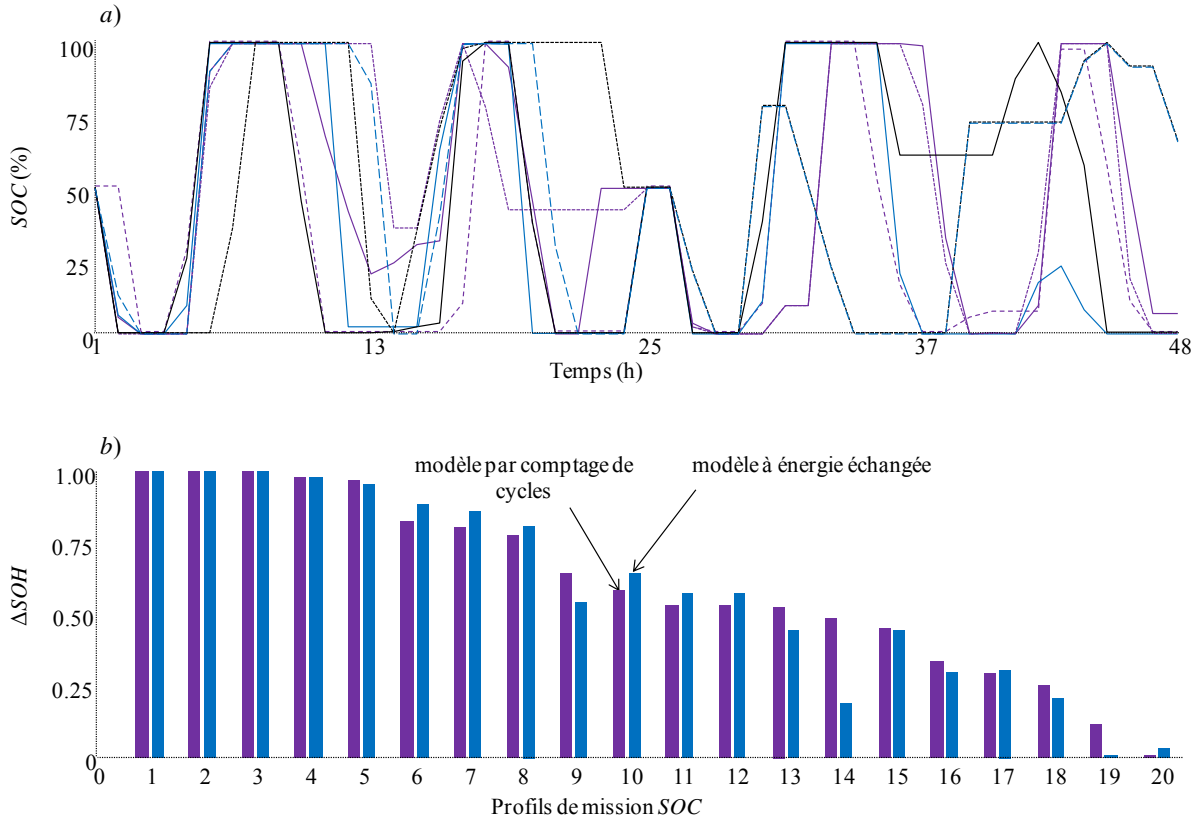 a)
100
75
50
25
0
SOC (%)
1 13 25 37 48
Temps (h)
b)
modèle par comptage de
cycles
modèle à énergie échangée
1.00
0.75
0.50
0.25
0
ΔSOH
0 1 2 3 4 5 6 7 8 9 10 11 12 13 14 15 16 17 18 19 20
Profils de mission SOC